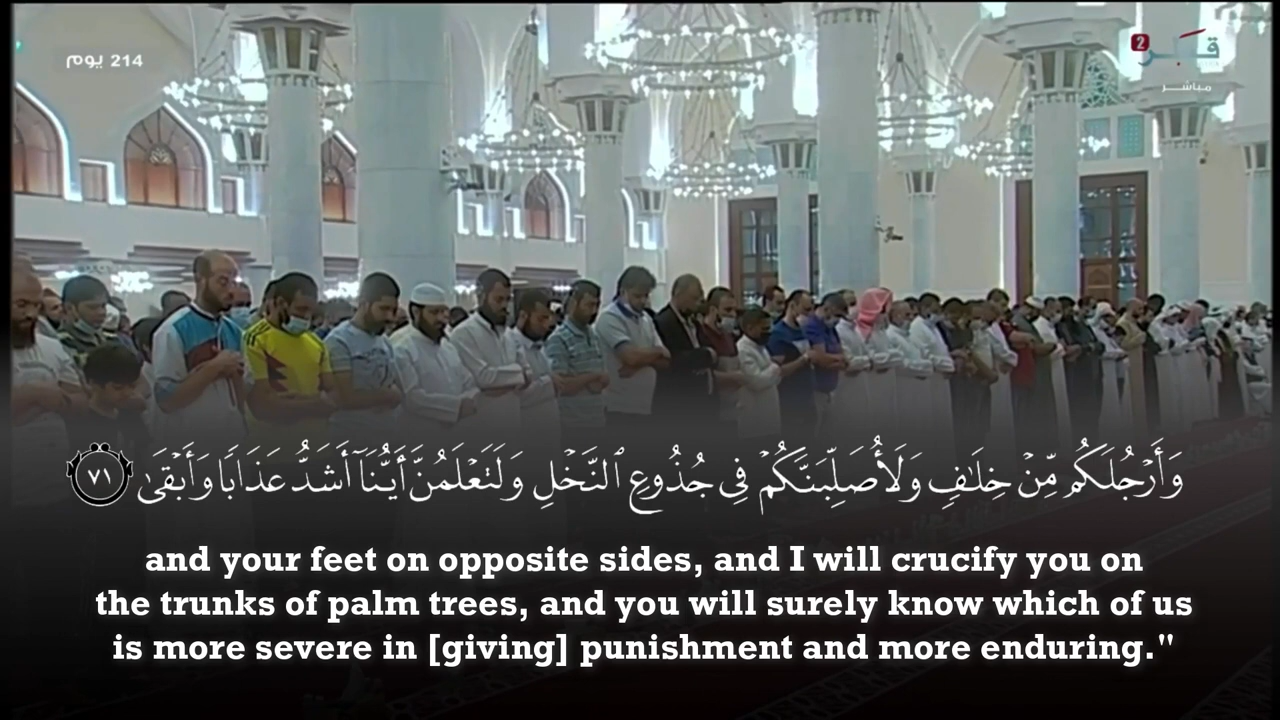 214 يوم
قطر 2
مباشر
وَأَرْجُلَكُم مِّنْ خِلَٰفٍ وَلَأُصَلِّبَنَّكُمْ فِى جُذُوعِ ٱلنَّخْلِ وَلَتَعْلَمُنَّ أَيُّنَآ أَشَدُّ عَذَابًا وَأَبْقَىٰ ٧١
and your feet on opposite sides, and I will crucify you on
the trunks of palm trees, and you will surely know which of us
is more severe in [giving] punishment and more enduring."